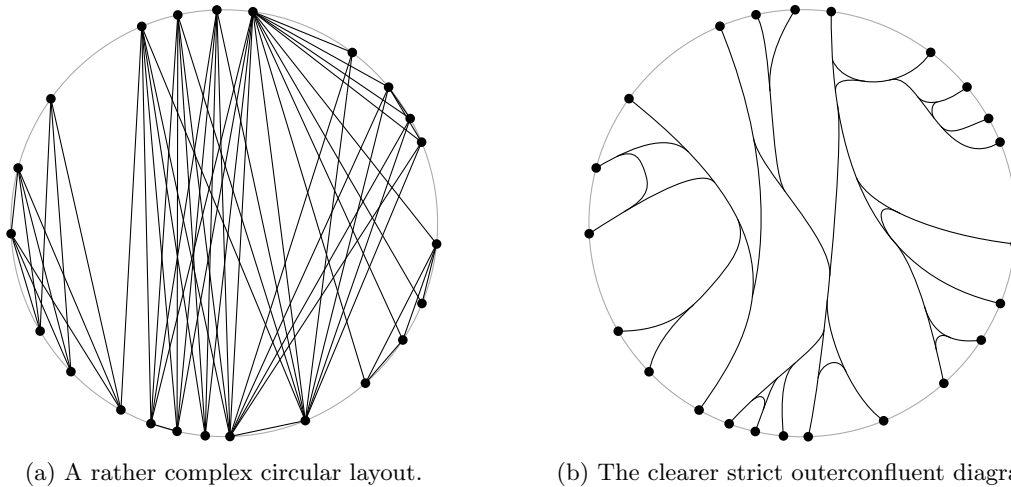 (a) A rather complex circular layout.
(b) The clearer strict outerconfluent diagra